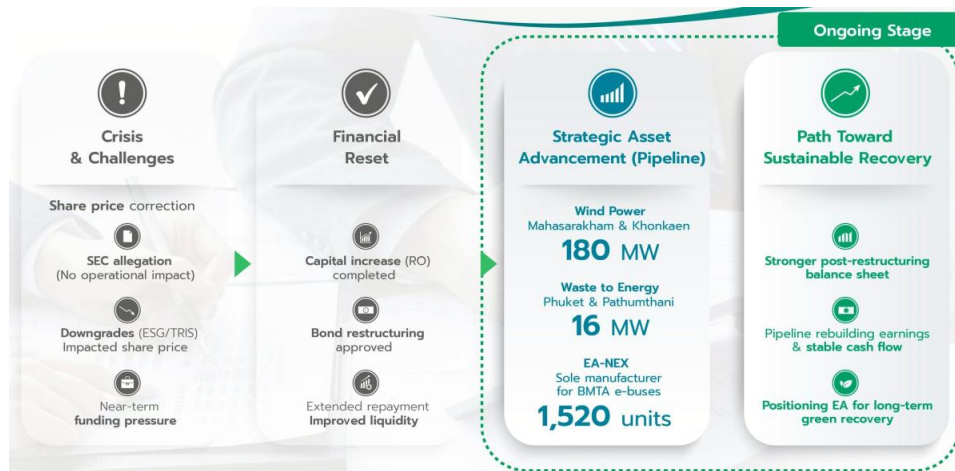 Ongoing Stage
Crisis
& Challenges
Share price correction
SEC allegation
(No operational impact)
Downgrades (ESG/TRIS)
Impacted share price
Near-term
funding pressure
Financial
Reset
Capital increase (RO)
completed
Bond restructuring
approved
Extended repayment
Improved liquidity
Strategic Asset
Advancement (Pipeline)
Wind Power
Mahasarakham & Khonkaen
180 MW
Waste to Energy
Phuket & Pathumthani
16 MW
EA-NEX
Sole manufacturer
for BMTA e-buses
1,520 units
Path Toward
Sustainable Recovery
Stronger post-restructuring
balance sheet
Pipeline rebuilding earnings
& stable cash flow
Positioning EA for long-term
green recovery